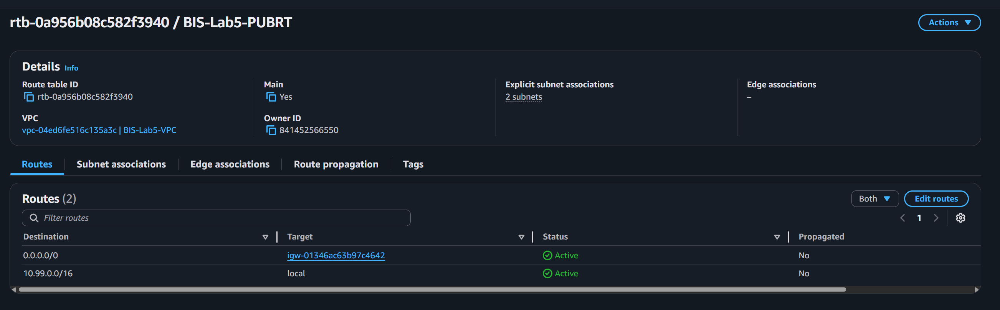 rtb-0a956b08c582f3940 / BIS-Lab5-PUBRT
Actions
Details Info
Route table ID
rtb-0a956b08c582f3940
Main
Yes
Explicit subnet associations
2 subnets
Edge associations
–
VPC
vpc-04ed6fe516c135a3c | BIS-Lab5-VPC
Owner ID
841452566550
Routes
Subnet associations
Edge associations
Route propagation
Tags
Routes (2)
Both
Edit routes
Filter routes
1
Destination Target Status Propagated
0.0.0.0/0 igw-01346ac63b97c4642 Active No
10.99.0.0/16 local Active No